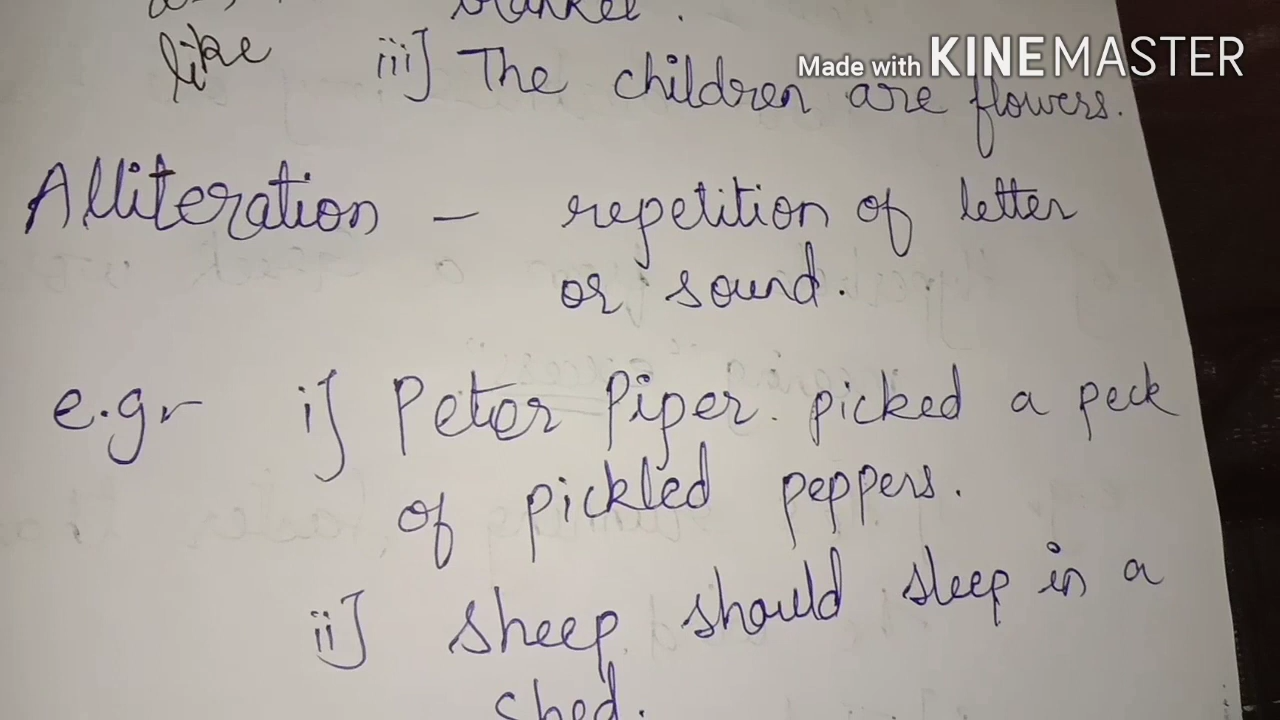 blanket.
like iii] The children are flowers.
Made with KINEMASTER
Alliteration – repetition of letter
or sound.
e.g. i] Peter Piper. picked a peck
of pickled peppers.
ii] Sheep should sleep in a
shed.